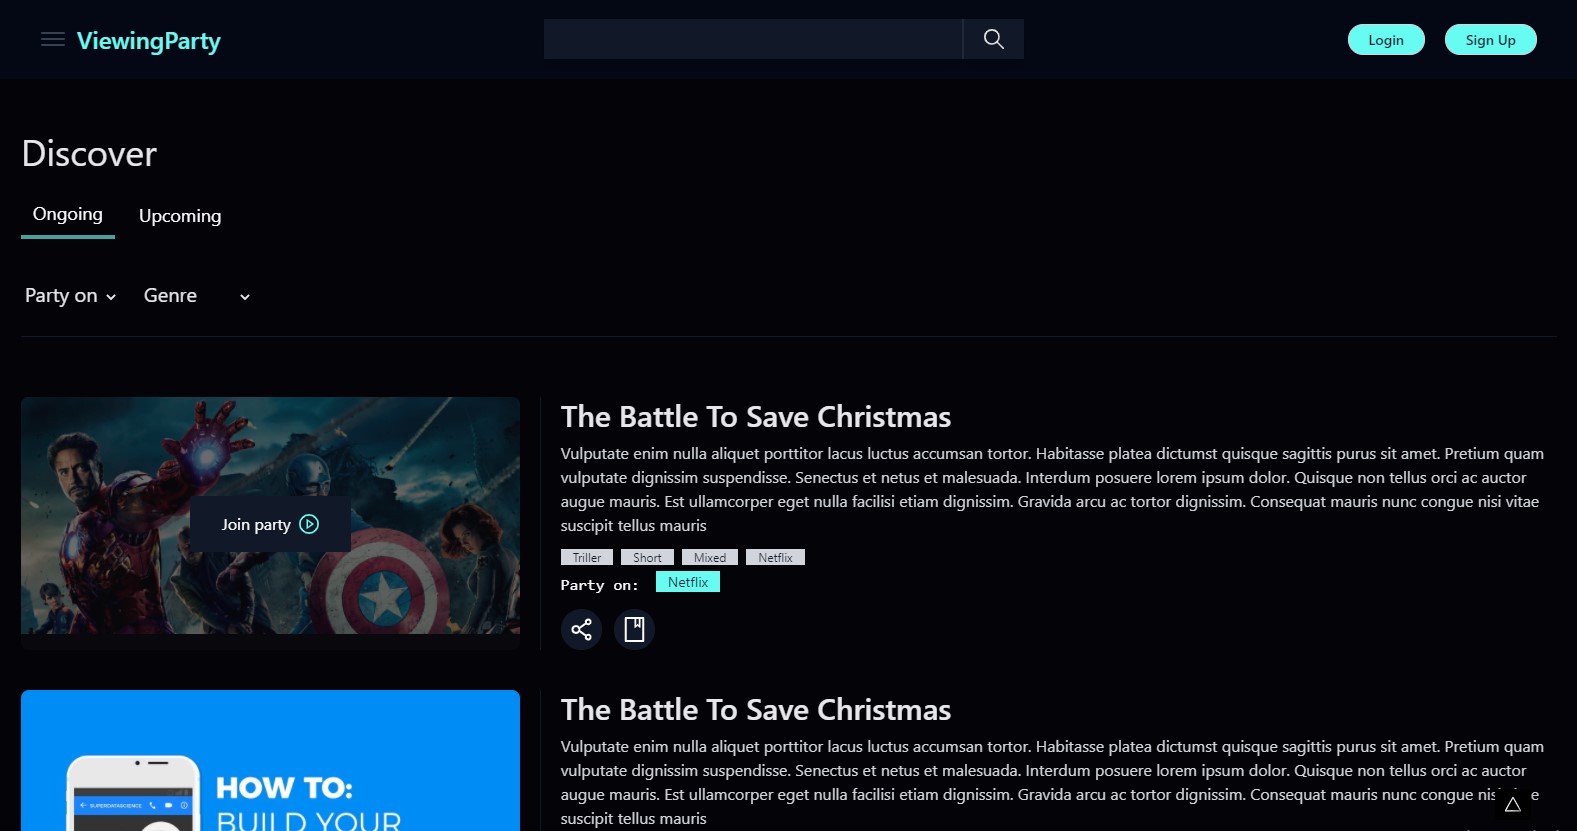 ViewingParty
Login
Sign Up
Discover
Ongoing
Upcoming
Party on
Genre
Join party
The Battle To Save Christmas
Vulputate enim nulla aliquet porttitor lacus luctus accumsan tortor. Habitasse platea dictumst quisque sagittis purus sit amet. Pretium quam
vulputate dignissim suspendisse. Senectus et netus et malesuada. Interdum posuere lorem ipsum dolor. Quisque non tellus orci ac auctor
augue mauris. Est ullamcorper eget nulla facilisi etiam dignissim. Gravida arcu ac tortor dignissim. Consequat mauris nunc congue nisi vitae
suscipit tellus mauris
Triller
Short
Mixed
Netflix
Party on:
Netflix
SUPERDATASCIENCE
HOW TO:
BUILD YOUR
The Battle To Save Christmas
Vulputate enim nulla aliquet porttitor lacus luctus accumsan tortor. Habitasse platea dictumst quisque sagittis purus sit amet. Pretium quam
vulputate dignissim suspendisse. Senectus et netus et malesuada. Interdum posuere lorem ipsum dolor. Quisque non tellus orci ac auctor
augue mauris. Est ullamcorper eget nulla facilisi etiam dignissim. Gravida arcu ac tortor dignissim. Consequat mauris nunc congue
suscipit tellus mauris